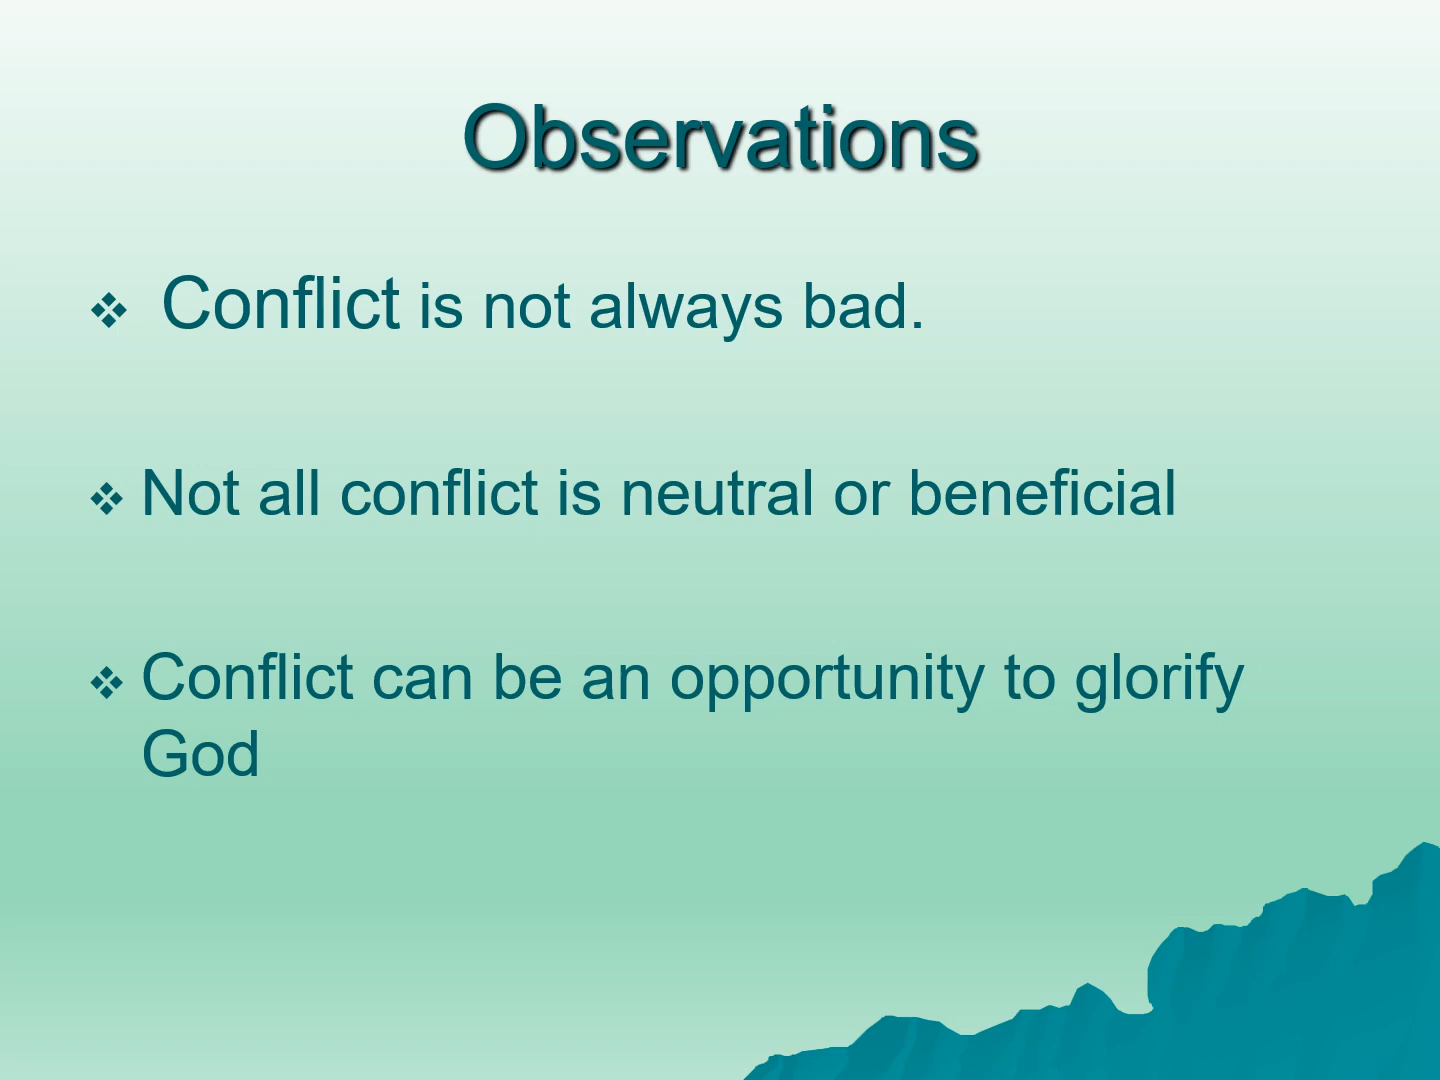 Observations
❖ Conflict is not always bad.
❖ Not all conflict is neutral or beneficial
❖ Conflict can be an opportunity to glorify
God